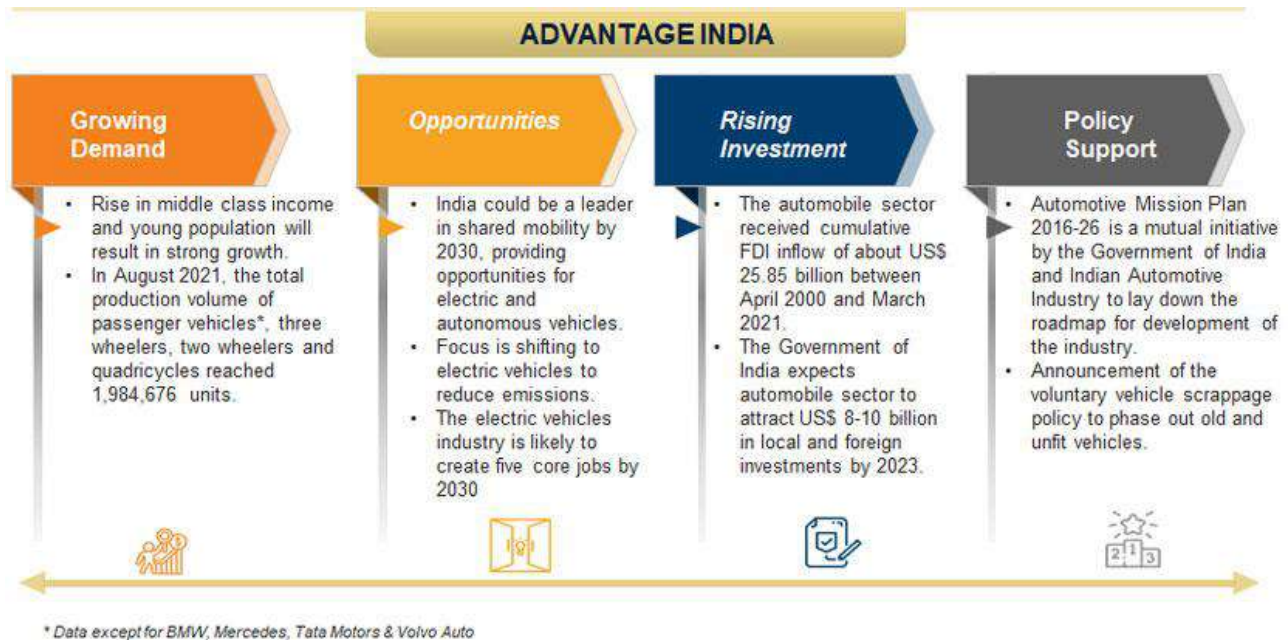 ADVANTAGE INDIA
Growing
Demand
• Rise in middle class income
and young population will
result in strong growth.
• In August 2021, the total
production volume of
passenger vehicles*, three
wheelers, two wheelers and
quadricycles reached
1,984,676 units.
Opportunities
• India could be a leader
in shared mobility by
2030, providing
opportunities for
electric and
autonomous vehicles.
• Focus is shifting to
electric vehicles to
reduce emissions.
• The electric vehicles
industry is likely to
create five core jobs by
2030
Rising
Investment
• The automobile sector
received cumulative
FDI inflow of about US$
25.85 billion between
April 2000 and March
2021.
• The Government of
India expects
automobile sector to
attract US$ 8-10 billion
in local and foreign
investments by 2023.
Policy
Support
• Automotive Mission Plan
2016-26 is a mutual initiative
by the Government of India
and Indian Automotive
Industry to lay down the
roadmap for development of
the industry.
• Announcement of the
voluntary vehicle scrappage
policy to phase out old and
unfit vehicles.
2 1 3
* Data except for BMW, Mercedes, Tata Motors & Volvo Auto